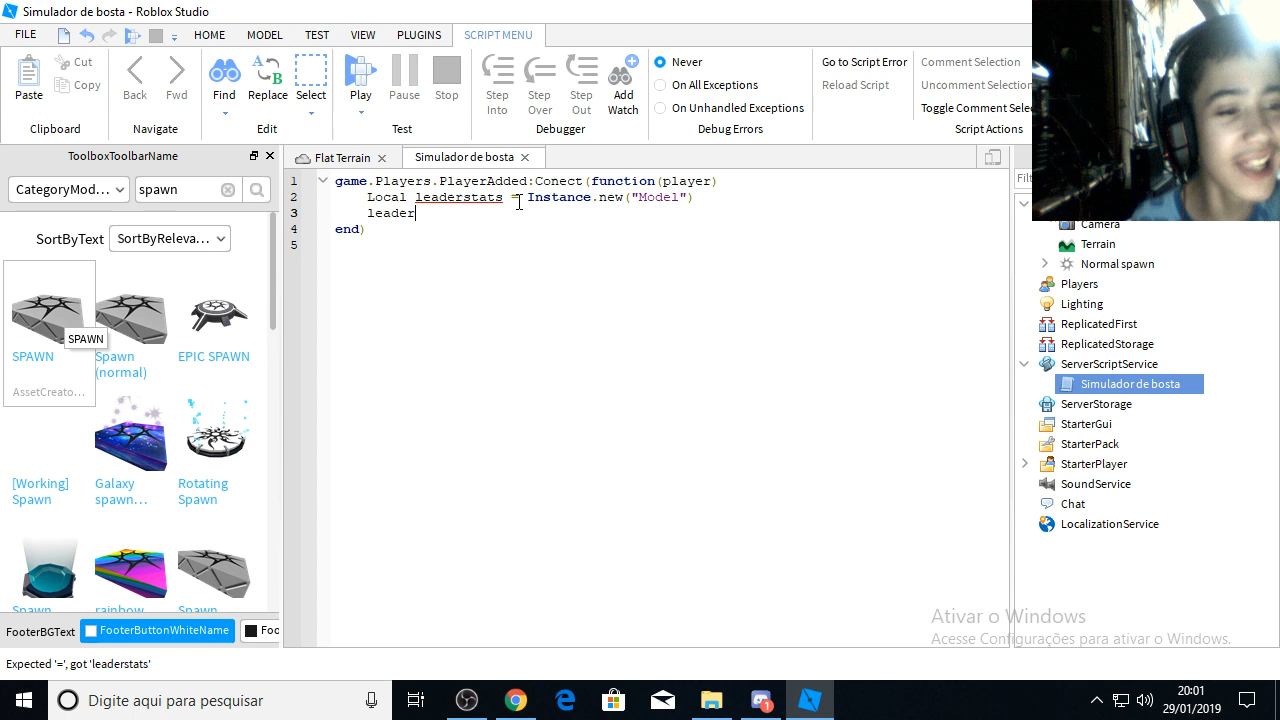 Simulador de bosta - Roblox Studio
FILE HOME MODEL TEST VIEW PLUGINS SCRIPT MENU
Paste Cut Copy Back Fwd Find Replace Select Play Pause Stop Step Into Step Over Step Out Add Watch
Never
On All Exceptions
On Unhandled Exceptions
Go to Script Error
Reload Script
Comment Selection
Uncomment Selection
Toggle Comment Sele
Clipboard Navigate Edit Test Debugger Debug Errors Script Actions
ToolboxToolbarName
CategoryMod... spawn
SortByText SortByReleva...
SPAWN
SPAWN
AssetCreato...
Spawn (normal)
EPIC SPAWN
[Working] Spawn
Galaxy spawn...
Rotating Spawn
Spawn
rainbow
Spawn
FooterBGText FooterButtonWhiteName Foo
Flat Terrain Simulador de bosta
1 game.Players.PlayerAdded:Conect(function(player)
2 Local leaderstats = Instance.new("Model")
3 leader
4 end)
5
Filt
Camera
Terrain
Normal spawn
Players
Lighting
ReplicatedFirst
ReplicatedStorage
ServerScriptService
Simulador de bosta
ServerStorage
StarterGui
StarterPack
StarterPlayer
SoundService
Chat
LocalizationService
Ativar o Windows
Acesse Configurações para ativar o Windows.
Expected '=', got 'leaderstats'
Digite aqui para pesquisar
1
20:01
29/01/2019